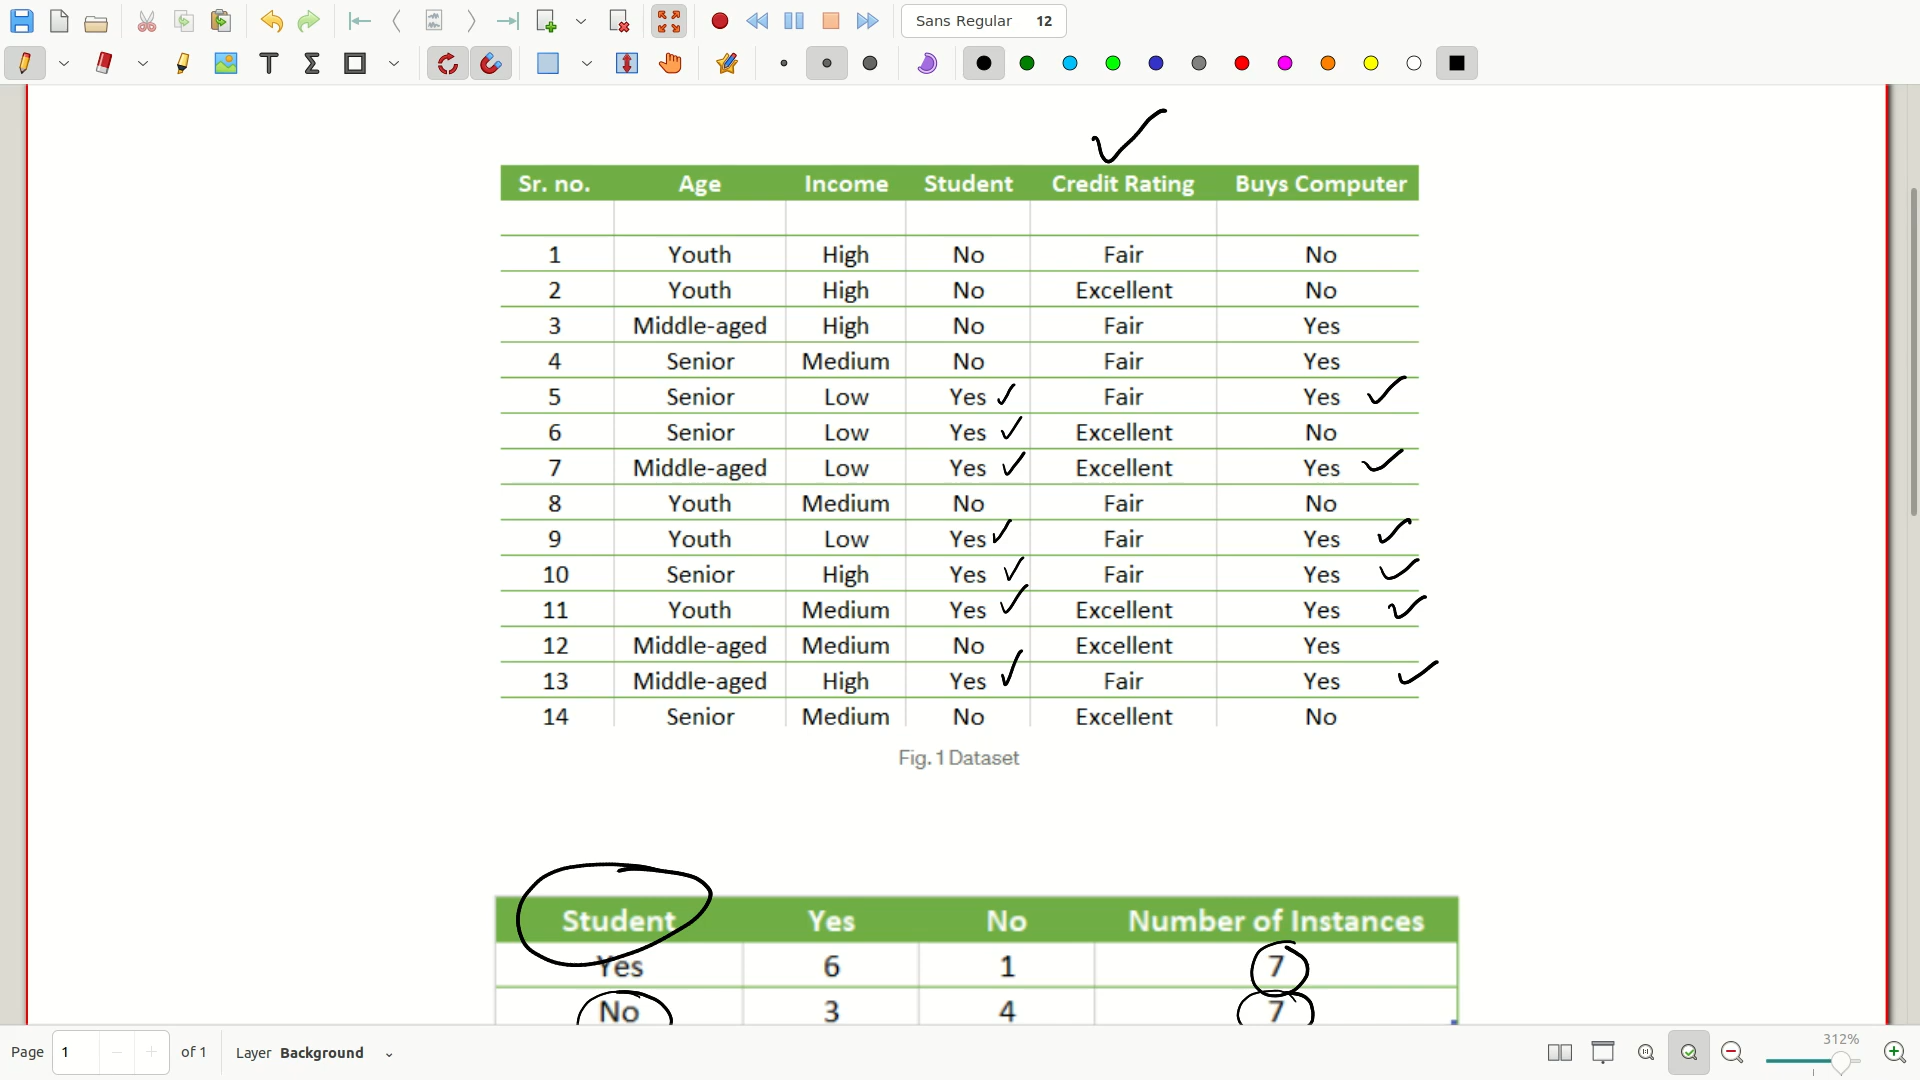 Sans Regular 12
Sr. no. Age Income Student Credit Rating Buys Computer
1 Youth High No Fair No
2 Youth High No Excellent No
3 Middle-aged High No Fair Yes
4 Senior Medium No Fair Yes
5 Senior Low Yes Fair Yes
6 Senior Low Yes Excellent No
7 Middle-aged Low Yes Excellent Yes
8 Youth Medium No Fair No
9 Youth Low Yes Fair Yes
10 Senior High Yes Fair Yes
11 Youth Medium Yes Excellent Yes
12 Middle-aged Medium No Excellent Yes
13 Middle-aged High Yes Fair Yes
14 Senior Medium No Excellent No
Fig. 1 Dataset
Student Yes No Number of Instances
Yes 6 1 7
No 3 4 7
Page 1 of 1 Layer Background 312%